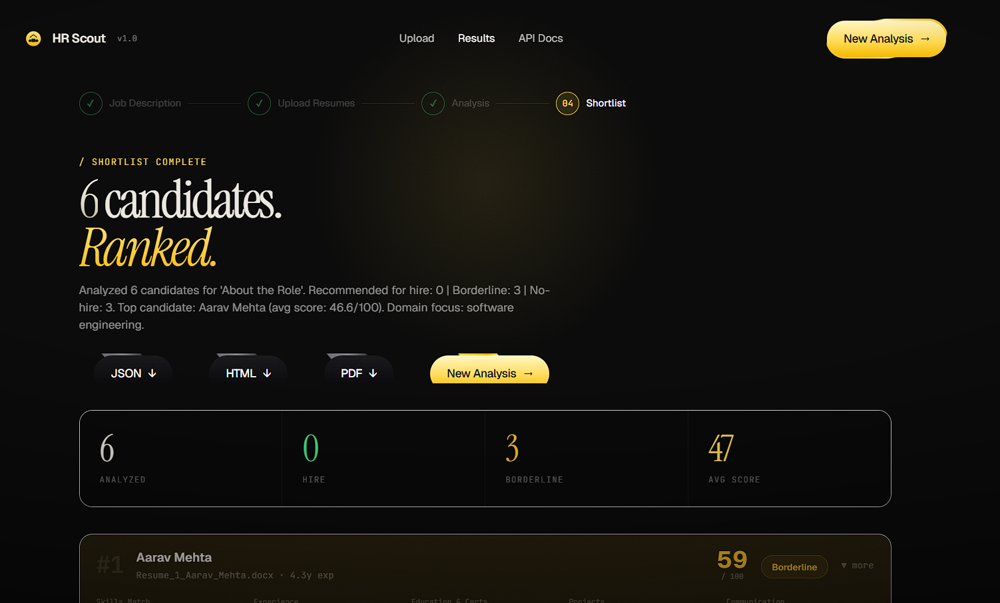 HR Scout v1.0 Upload Results API Docs New Analysis →
✓ Job Description ✓ Upload Resumes ✓ Analysis 04 Shortlist
/ SHORTLIST COMPLETE
6 candidates.
Ranked.
Analyzed 6 candidates for 'About the Role'. Recommended for hire: 0 | Borderline: 3 | No-
hire: 3. Top candidate: Aarav Mehta (avg score: 46.6/100). Domain focus: software
engineering.
JSON ↓ HTML ↓ PDF ↓ New Analysis →
6 0 3 47
ANALYZED HIRE BORDERLINE AVG SCORE
#1 Aarav Mehta 59 Borderline ▼ more
Resume_1_Aarav_Mehta.docx · 4.3y exp / 100
Skills Match Experience Education & Certs Projects Communication